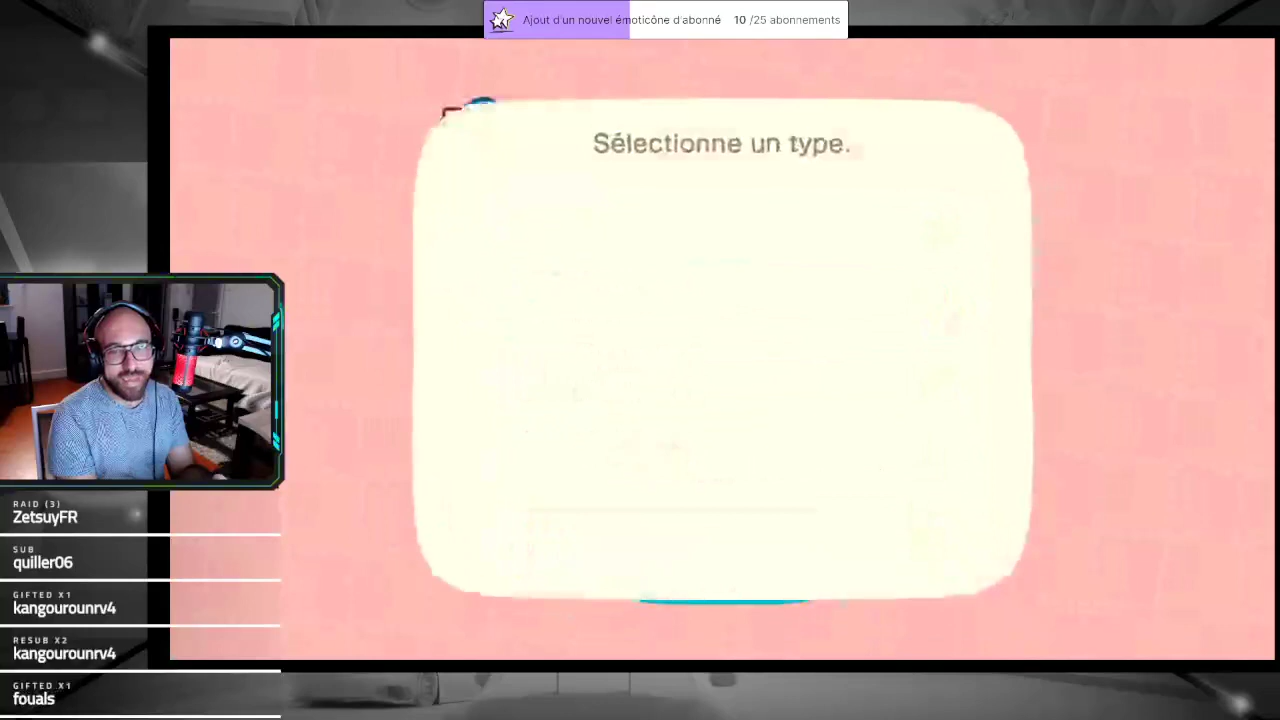 Ajout d'un nouvel émoticône d'abonné 10 /25 abonnements
Sélectionne un type.
RAID (3)
ZetsuyFR
SUB
quiller06
GIFTED X1
kangourounrv4
RESUB X2
kangourounrv4
GIFTED X1
fouals